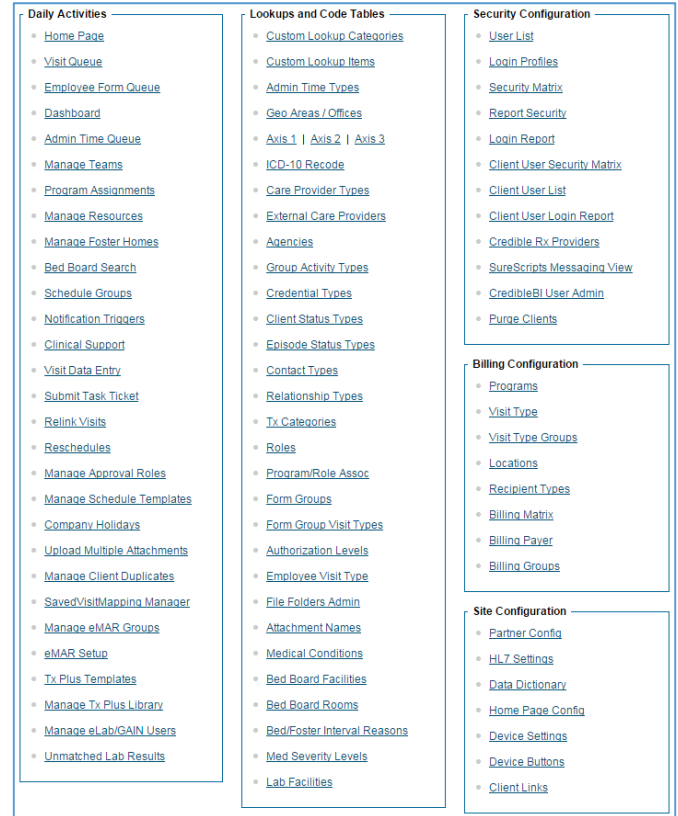 Daily Activities
Home Page
Visit Queue
Employee Form Queue
Dashboard
Admin Time Queue
Manage Teams
Program Assignments
Manage Resources
Manage Foster Homes
Bed Board Search
Schedule Groups
Notification Triggers
Clinical Support
Visit Data Entry
Submit Task Ticket
Relink Visits
Reschedules
Manage Approval Roles
Manage Schedule Templates
Company Holidays
Upload Multiple Attachments
Manage Client Duplicates
SavedVisitMapping Manager
Manage eMAR Groups
eMAR Setup
Tx Plus Templates
Manage Tx Plus Library
Manage eLab/GAIN Users
Unmatched Lab Results
Lookups and Code Tables
Custom Lookup Categories
Custom Lookup Items
Admin Time Types
Geo Areas / Offices
Axis 1 | Axis 2 | Axis 3
ICD-10 Recode
Care Provider Types
External Care Providers
Agencies
Group Activity Types
Credential Types
Client Status Types
Episode Status Types
Contact Types
Relationship Types
Tx Categories
Roles
Program/Role Assoc
Form Groups
Form Group Visit Types
Authorization Levels
Employee Visit Type
File Folders Admin
Attachment Names
Medical Conditions
Bed Board Facilities
Bed Board Rooms
Bed/Foster Interval Reasons
Med Severity Levels
Lab Facilities
Security Configuration
User List
Login Profiles
Security Matrix
Report Security
Login Report
Client User Security Matrix
Client User List
Client User Login Report
Credible Rx Providers
SureScripts Messaging View
CredibleBI User Admin
Purge Clients
Billing Configuration
Programs
Visit Type
Visit Type Groups
Locations
Recipient Types
Billing Matrix
Billing Payer
Billing Groups
Site Configuration
Partner Config
HL7 Settings
Data Dictionary
Home Page Config
Device Settings
Device Buttons
Client Links